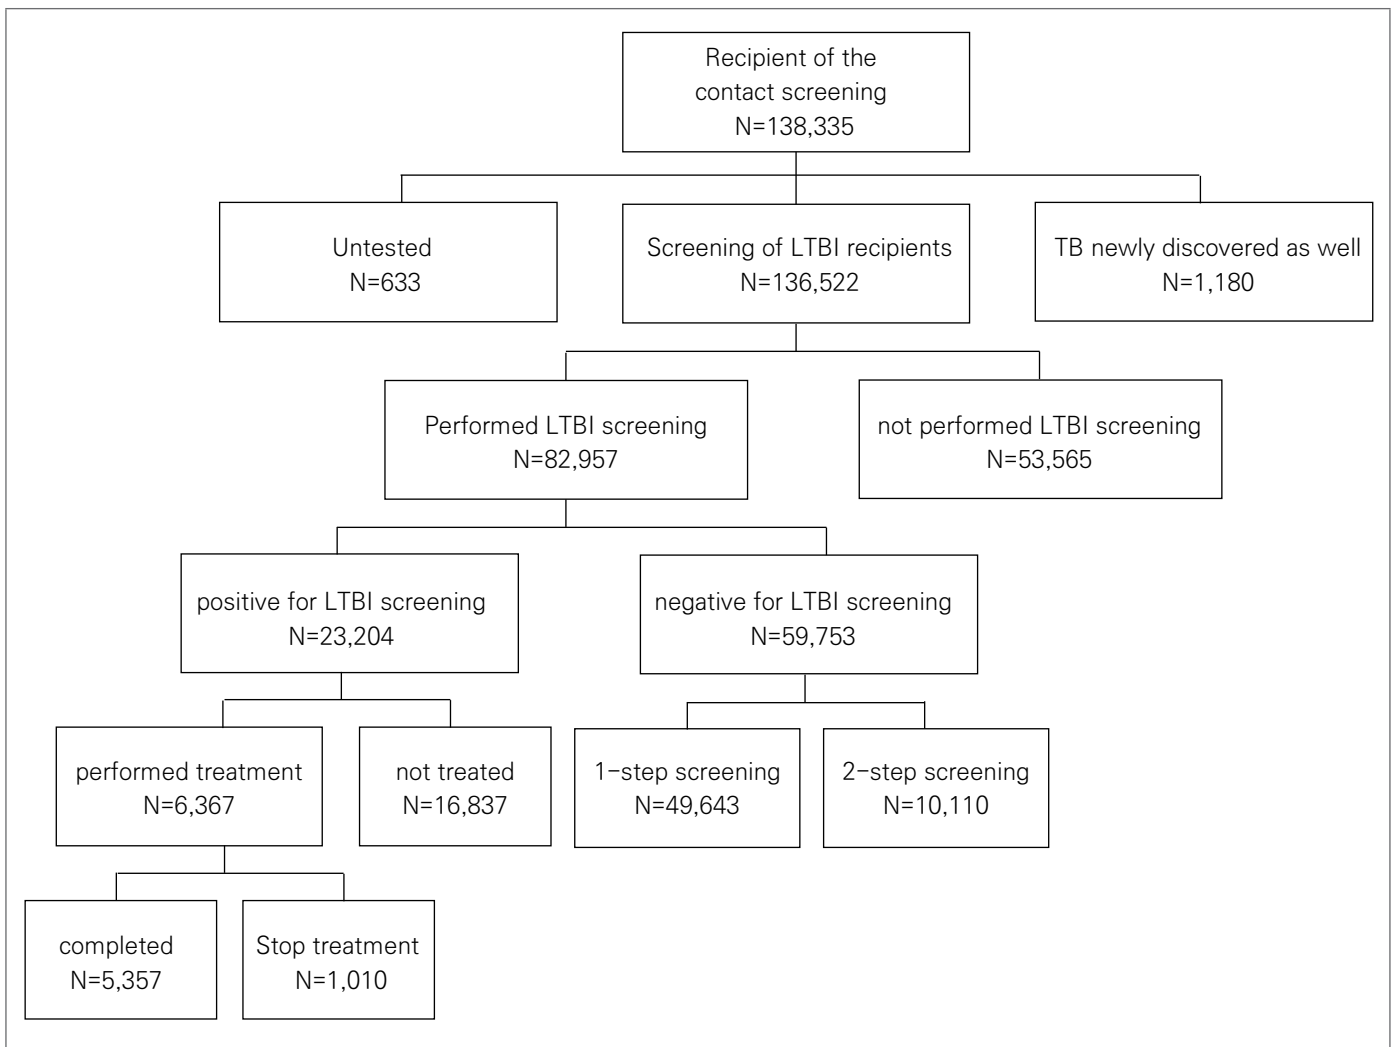 Recipient of the
contact screening
N=138,335
Untested
N=633
Screening of LTBI recipients
N=136,522
TB newly discovered as well
N=1,180
Performed LTBI screening
N=82,957
not performed LTBI screening
N=53,565
positive for LTBI screening
N=23,204
negative for LTBI screening
N=59,753
performed treatment
N=6,367
not treated
N=16,837
1-step screening
N=49,643
2-step screening
N=10,110
completed
N=5,357
Stop treatment
N=1,010